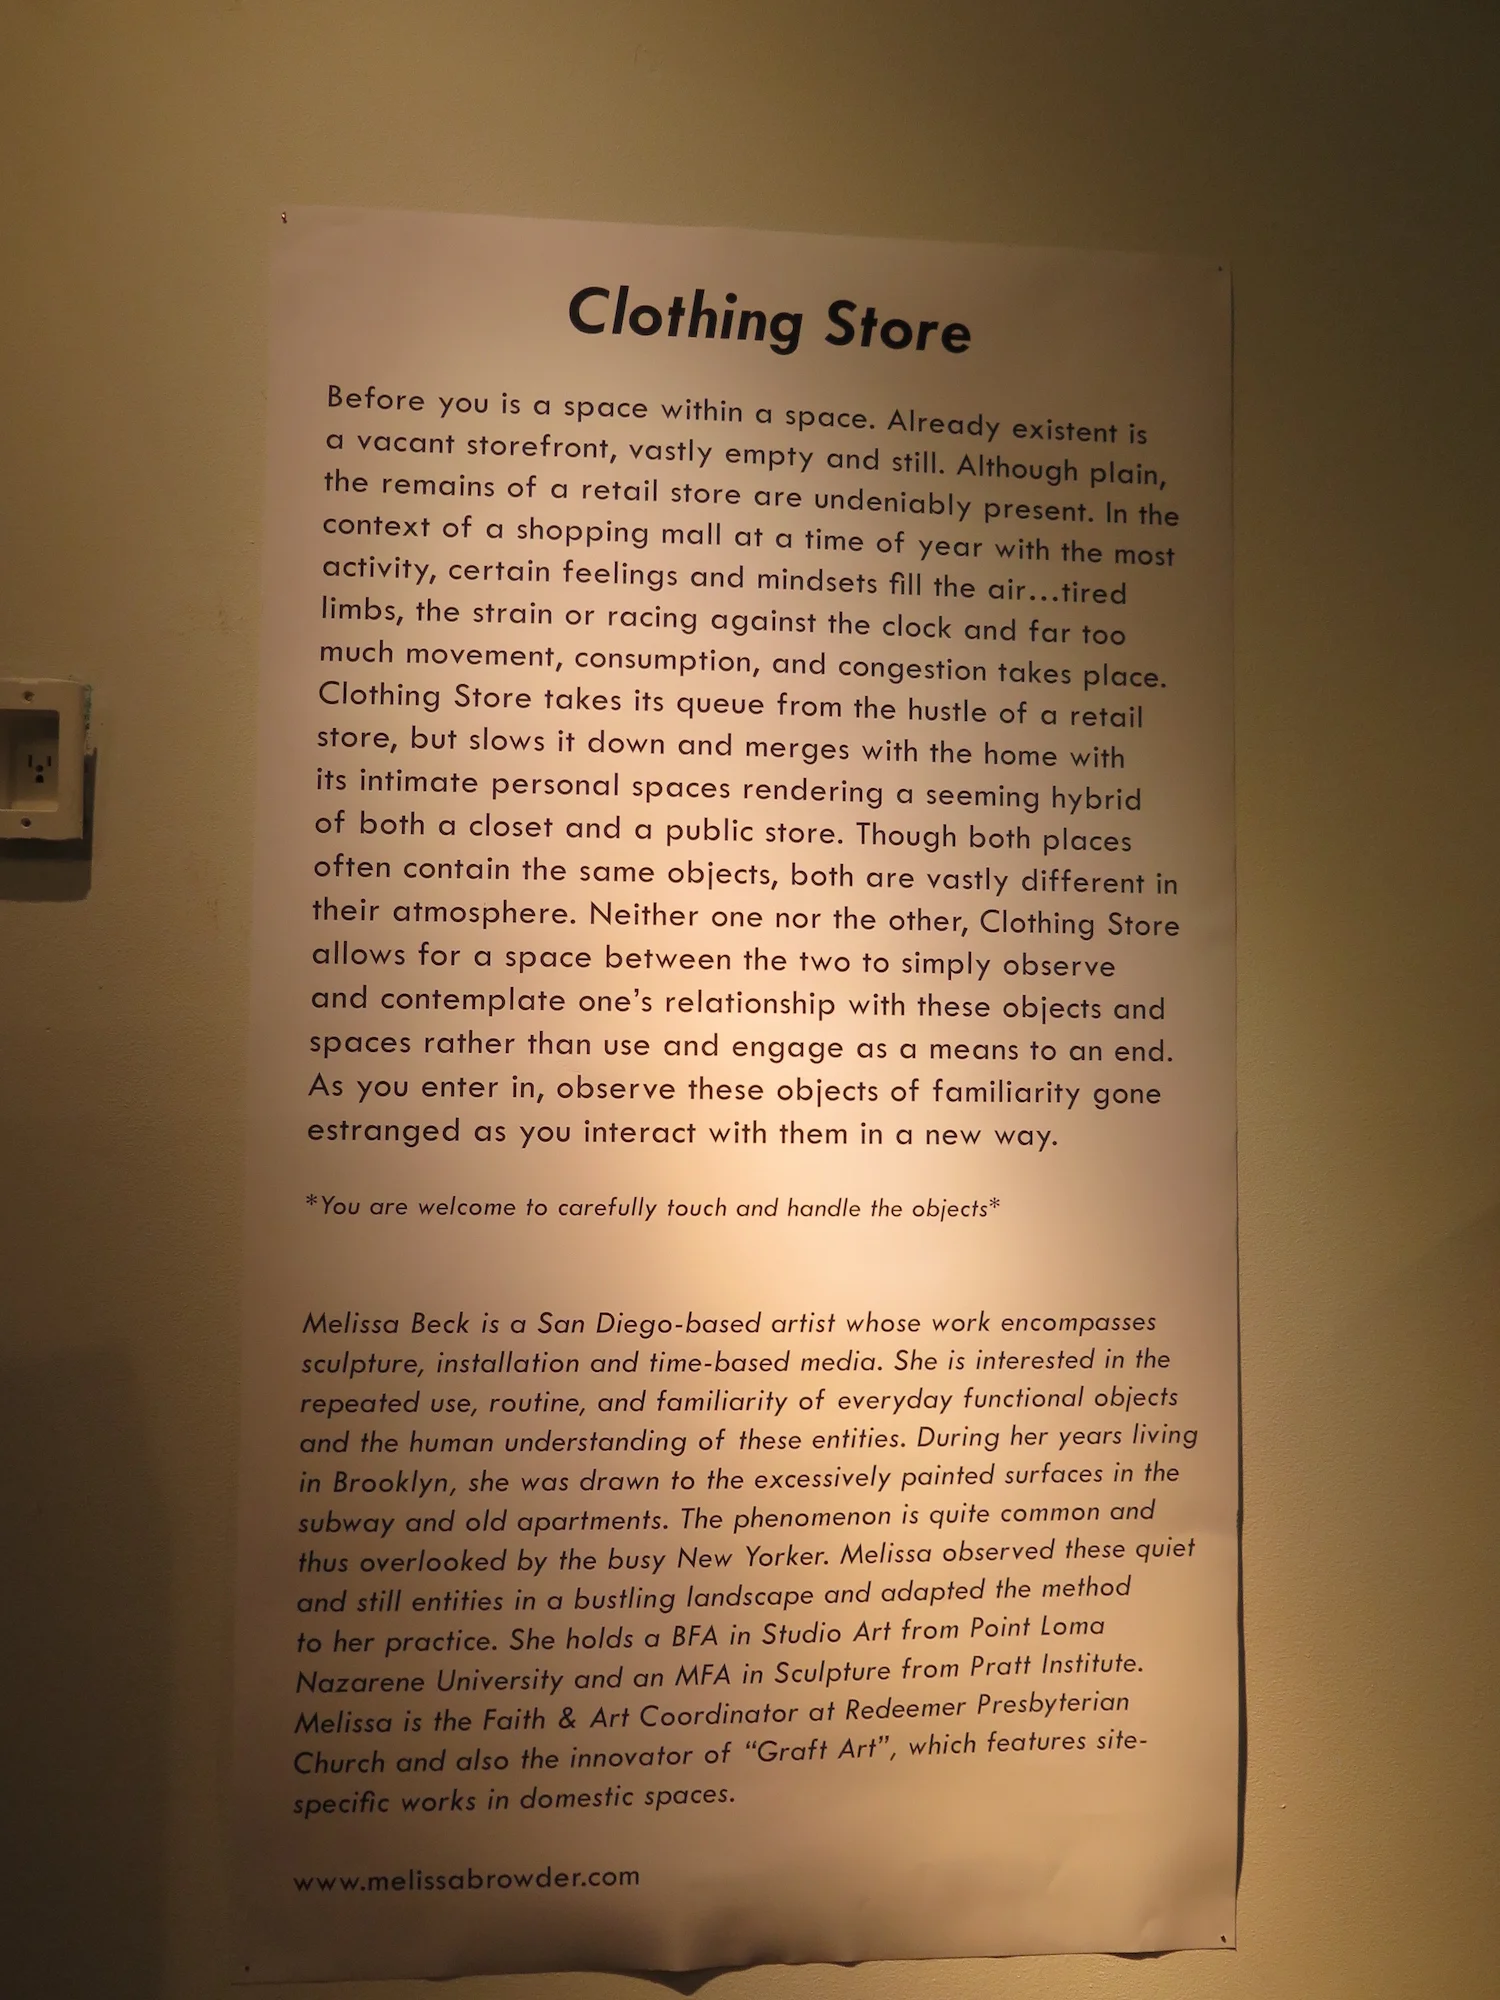 Clothing Store
Before you is a space within a space. Already existent is
a vacant storefront, vastly empty and still. Although plain,
the remains of a retail store are undeniably present. In the
context of a shopping mall at a time of year with the most
activity, certain feelings and mindsets fill the air...tired
limbs, the strain or racing against the clock and far too
much movement, consumption, and congestion takes place.
Clothing Store takes its queue from the hustle of a retail
store, but slows it down and merges with the home with
its intimate personal spaces rendering a seeming hybrid
of both a closet and a public store. Though both places
often contain the same objects, both are vastly different in
their atmosphere. Neither one nor the other, Clothing Store
allows for a space between the two to simply observe
and contemplate one's relationship with these objects and
spaces rather than use and engage as a means to an end.
As you enter in, observe these objects of familiarity gone
estranged as you interact with them in a new way.
*You are welcome to carefully touch and handle the objects*
Melissa Beck is a San Diego-based artist whose work encompasses
sculpture, installation and time-based media. She is interested in the
repeated use, routine, and familiarity of everyday functional objects
and the human understanding of these entities. During her years living
in Brooklyn, she was drawn to the excessively painted surfaces in the
subway and old apartments. The phenomenon is quite common and
thus overlooked by the busy New Yorker. Melissa observed these quiet
and still entities in a bustling landscape and adapted the method
to her practice. She holds a BFA in Studio Art from Point Loma
Nazarene University and an MFA in Sculpture from Pratt Institute.
Melissa is the Faith & Art Coordinator at Redeemer Presbyterian
Church and also the innovator of “Graft Art”, which features site-
specific works in domestic spaces.
www.melissabrowder.com